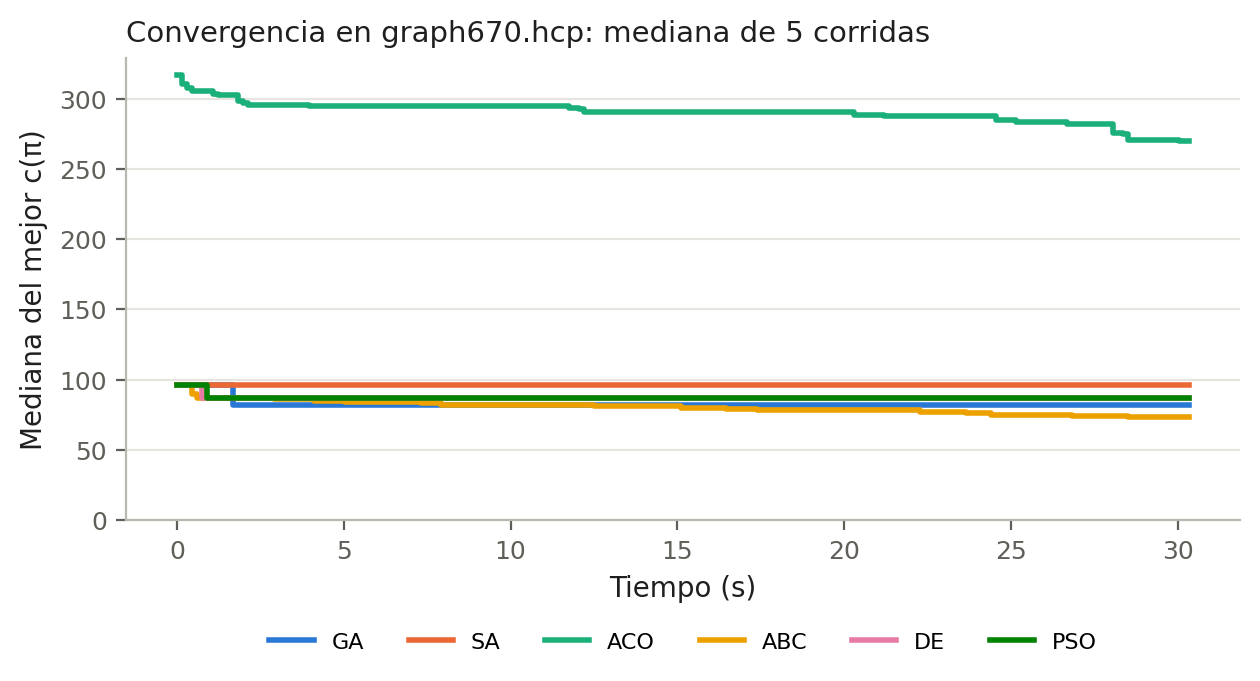 Convergencia en graph670.hcp: mediana de 5 corridas
Mediana del mejor c(π)
300
250
200
150
100
50
0
0 5 10 15 20 25 30
Tiempo (s)
GA SA ACO ABC DE PSO